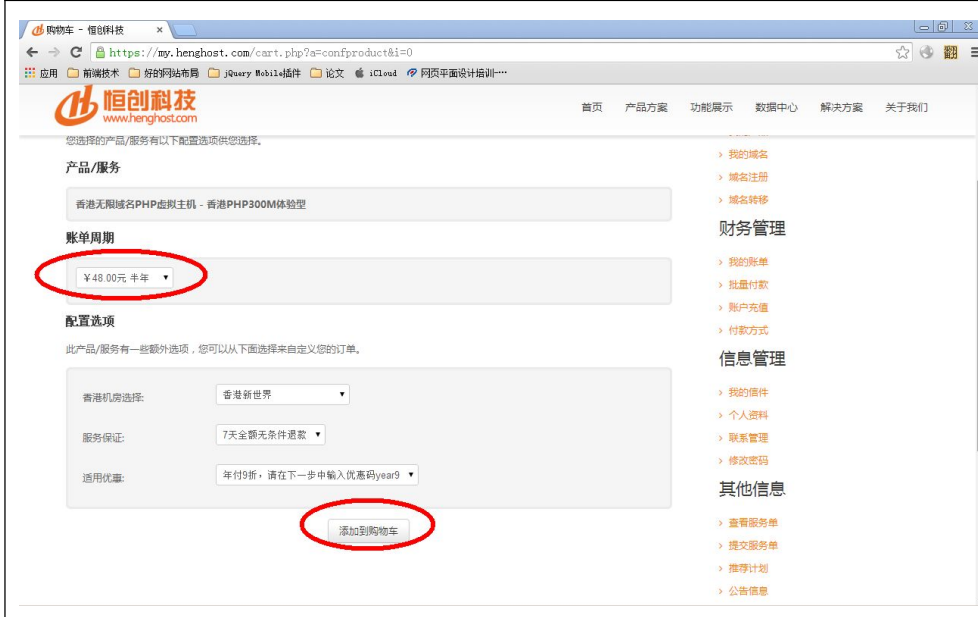 购物车 - 恒创科技
https://my.henghost.com/cart.php?a=confproduct&i=0
应用 前端技术 好的网站布局 jQuery Mobile插件 论文 iCloud 网页平面设计培训-…
恒创科技
www.henghost.com
首页 产品方案 功能展示 数据中心 解决方案 关于我们
您选择的产品/服务有以下配置选项供您选择。
产品/服务
香港无限域名PHP虚拟主机 - 香港PHP300M体验型
账单周期
￥48.00元 半年
配置选项
此产品/服务有一些额外选项，您可以从下面选择来自定义您的订单。
香港机房选择: 香港新世界
服务保证: 7天全额无条件退款
适用优惠: 年付9折，请在下一步中输入优惠码year9
添加到购物车
› 我的域名
› 域名注册
› 域名转移
财务管理
› 我的账单
› 批量付款
› 账户充值
› 付款方式
信息管理
› 我的信件
› 个人资料
› 联系管理
› 修改密码
其他信息
› 查看服务单
› 提交服务单
› 推荐计划
› 公告信息